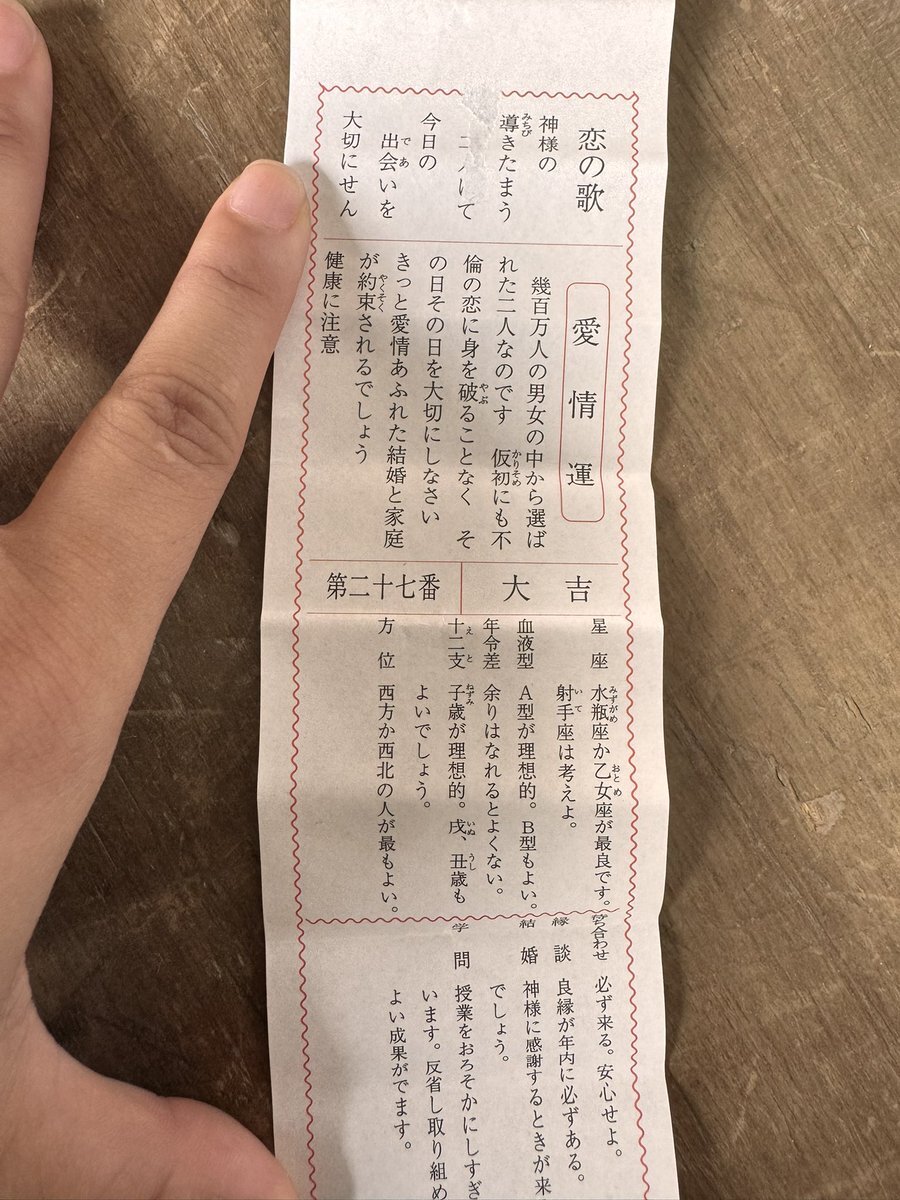 恋の歌
神様の
導きたまう
にて
今日の
出会いを
大切にせん
愛情運
幾百万人の男女の中から選ば
れた二人なのです　仮初にも不
倫の恋に身を破ることなく　そ
の日その日を大切にしなさい
きっと愛情あふれた結婚と家庭
が約束されるでしょう
健康に注意
大吉
第二十七番
星座　水瓶座か乙女座が最良です。
射手座は考えよ。
血液型　A型が理想的。B型もよい。
年令差　余りはなれるとよくない。
十二支　子歳が理想的。戌、丑歳も
よいでしょう。
方位　西方か西北の人が最もよい。
合わせ　必ず来る。安心せよ。
縁談　良縁が年内に必ずある。
結婚　神様に感謝するときが来
でしょう。
学問　授業をおろそかにしすぎ
います。反省し取り組め
よい成果がでます。